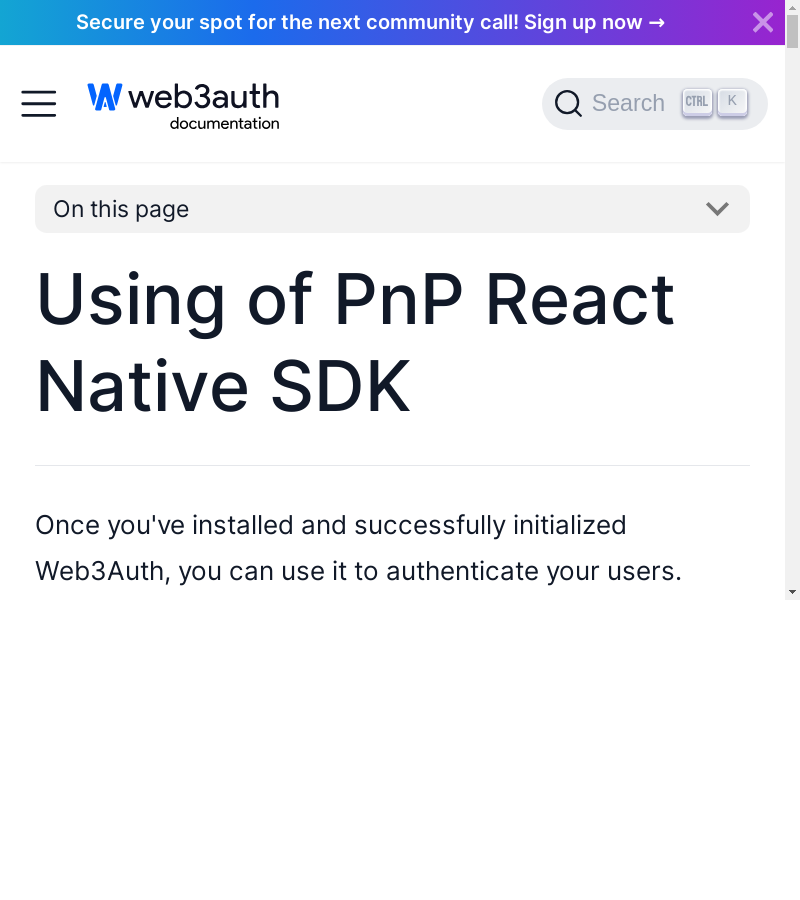 Secure your spot for the next community call! Sign up now →
web3auth
documentation
Search CTRL K
On this page
Using of PnP React
Native SDK
Once you've installed and successfully initialized
Web3Auth, you can use it to authenticate your users.